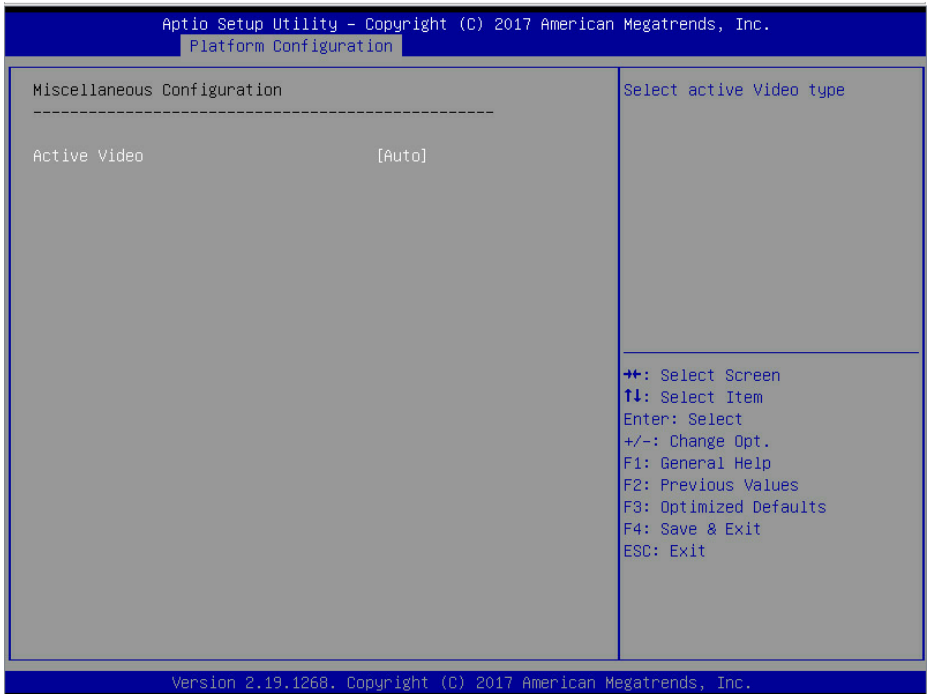 Aptio Setup Utility – Copyright (C) 2017 American Megatrends, Inc.
Platform Configuration
Miscellaneous Configuration
--------------------------------------------------
Active Video [Auto]
Select active Video type
→←: Select Screen
↑↓: Select Item
Enter: Select
+/-: Change Opt.
F1: General Help
F2: Previous Values
F3: Optimized Defaults
F4: Save & Exit
ESC: Exit
Version 2.19.1268. Copyright (C) 2017 American Megatrends, Inc.